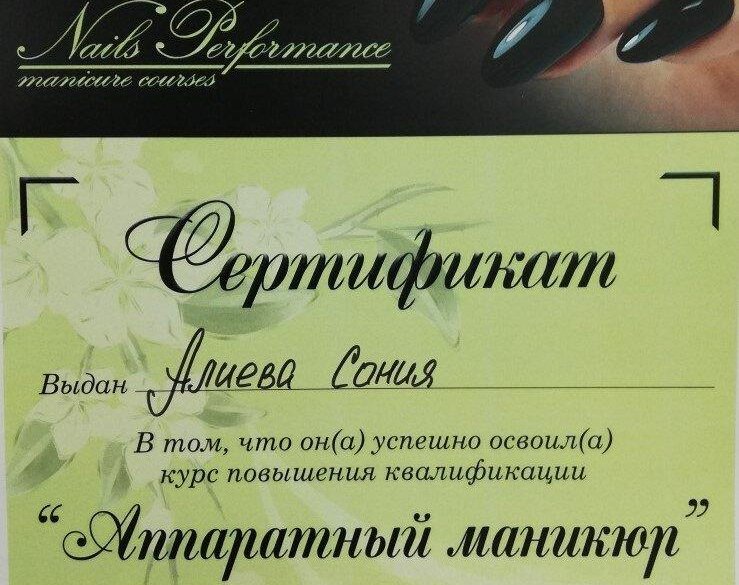 Nails Performance
manicure courses
Сертификат
Выдан Алиева Сония
В том, что он(а) успешно освоил(а)
курс повышения квалификации
“Аппаратный маникюр”